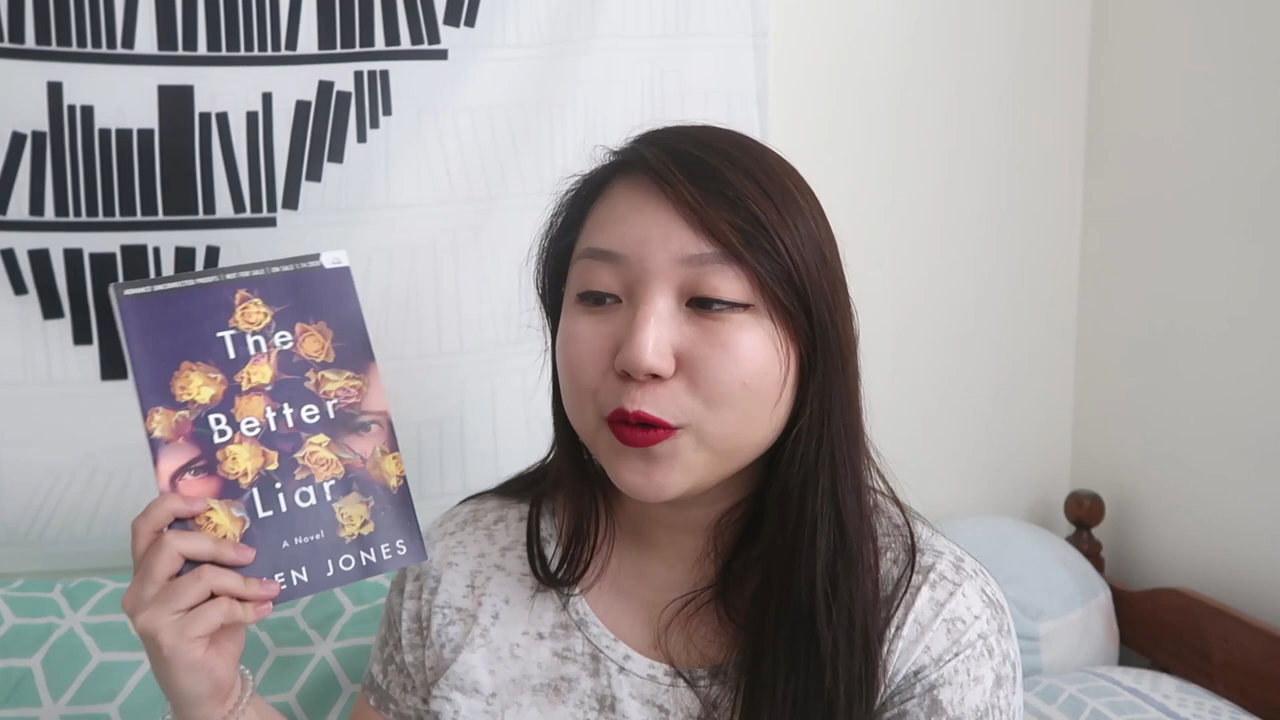 The
Better
Liar
A Novel
EN JONES